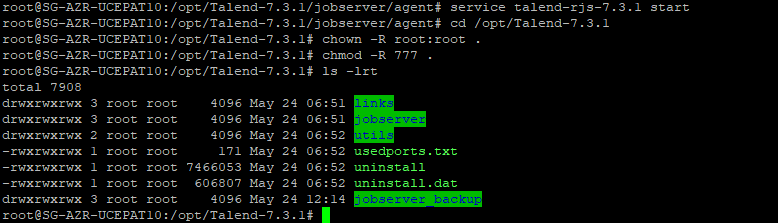 root@SG-AZR-UCEPAT10:/opt/Talend-7.3.1/jobserver/agent# service talend-rjs-7.3.1 start
root@SG-AZR-UCEPAT10:/opt/Talend-7.3.1/jobserver/agent# cd /opt/Talend-7.3.1
root@SG-AZR-UCEPAT10:/opt/Talend-7.3.1# chown -R root:root .
root@SG-AZR-UCEPAT10:/opt/Talend-7.3.1# chmod -R 777 .
root@SG-AZR-UCEPAT10:/opt/Talend-7.3.1# ls -lrt
total 7908
drwxrwxrwx 3 root root    4096 May 24 06:51 links
drwxrwxrwx 3 root root    4096 May 24 06:51 jobserver
drwxrwxrwx 2 root root    4096 May 24 06:52 utils
-rwxrwxrwx 1 root root     171 May 24 06:52 usedports.txt
-rwxrwxrwx 1 root root 7466053 May 24 06:52 uninstall
-rwxrwxrwx 1 root root  606807 May 24 06:52 uninstall.dat
drwxrwxrwx 3 root root    4096 May 24 12:14 jobserver_backup
root@SG-AZR-UCEPAT10:/opt/Talend-7.3.1#